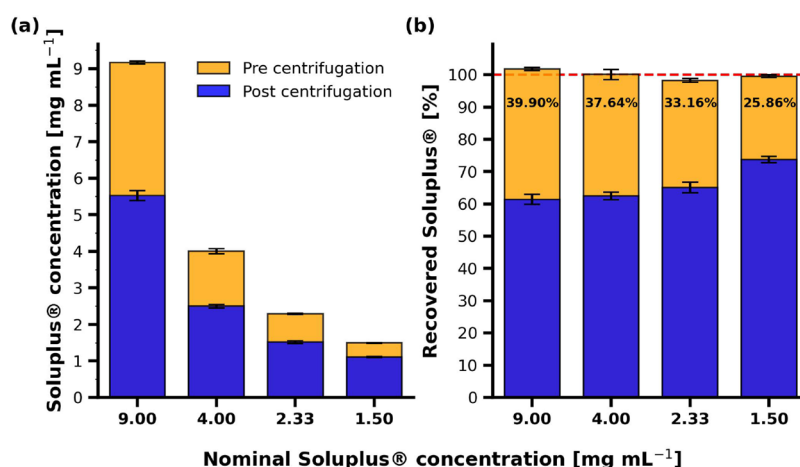 (a)
Soluplus® concentration [mg mL⁻¹]
9
8
7
6
5
4
3
2
1
0
Pre centrifugation
Post centrifugation
9.00 4.00 2.33 1.50
(b)
Recovered Soluplus® [%]
100
90
80
70
60
50
40
30
20
10
0
39.90% 37.64% 33.16% 25.86%
9.00 4.00 2.33 1.50
Nominal Soluplus® concentration [mg mL⁻¹]